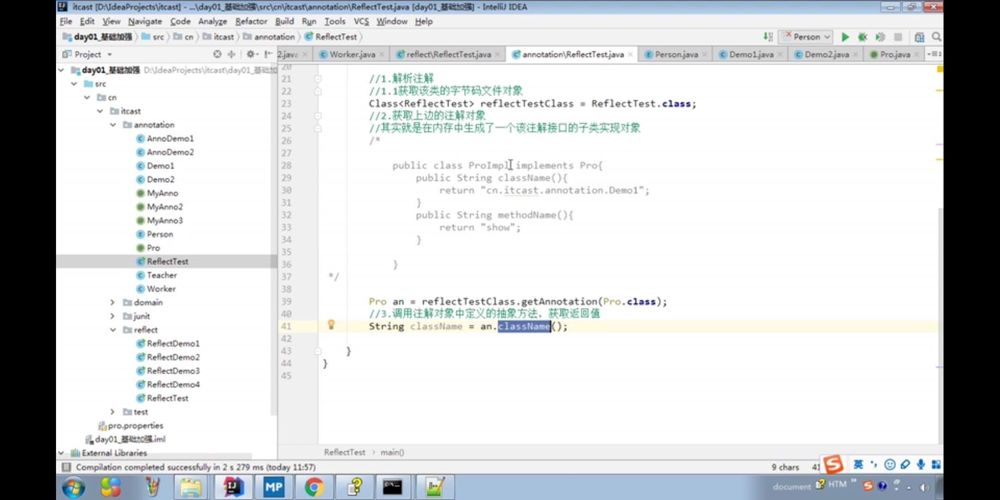 itcast [D:\IdeaProjects\itcast] - ...\day01_基础加强\src\cn\itcast\annotation\ReflectTest.java [day01_基础加强] - IntelliJ IDEA
File Edit View Navigate Code Analyze Refactor Build Run Tools VCS Window Help
day01_基础加强 src cn itcast annotation ReflectTest Person
Project
2.java Worker.java reflect\ReflectTest.java annotation\ReflectTest.java Person.java Demo1.java Demo2.java Pro.java
day01_基础加强 D:\IdeaProjects\itcast\day01_基础加
src
cn
itcast
annotation
AnnoDemo1
AnnoDemo2
Demo1
Demo2
MyAnno
MyAnno2
MyAnno3
Person
Pro
ReflectTest
Teacher
Worker
domain
junit
reflect
ReflectDemo1
ReflectDemo2
ReflectDemo3
ReflectDemo4
ReflectTest
test
pro.properties
day01_基础加强.iml
External Libraries
20
21 //1.解析注解
22 //1.1获取该类的字节码文件对象
23 Class<ReflectTest> reflectTestClass = ReflectTest.class;
24 //2.获取上边的注解对象
25 //其实就是在内存中生成了一个该注解接口的子类实现对象
26 /*
27
28 public class ProImpl implements Pro{
29 public String className(){
30 return "cn.itcast.annotation.Demo1";
31 }
32 public String methodName(){
33 return "show";
34 }
35
36 }
37 */
38
39 Pro an = reflectTestClass.getAnnotation(Pro.class);
40 //3.调用注解对象中定义的抽象方法，获取返回值
41 String className = an.className();
42
43 }
44 }
45
ReflectTest main()
Compilation completed successfully in 2 s 279 ms (today 11:57) 9 chars 41 英
MP document HTM